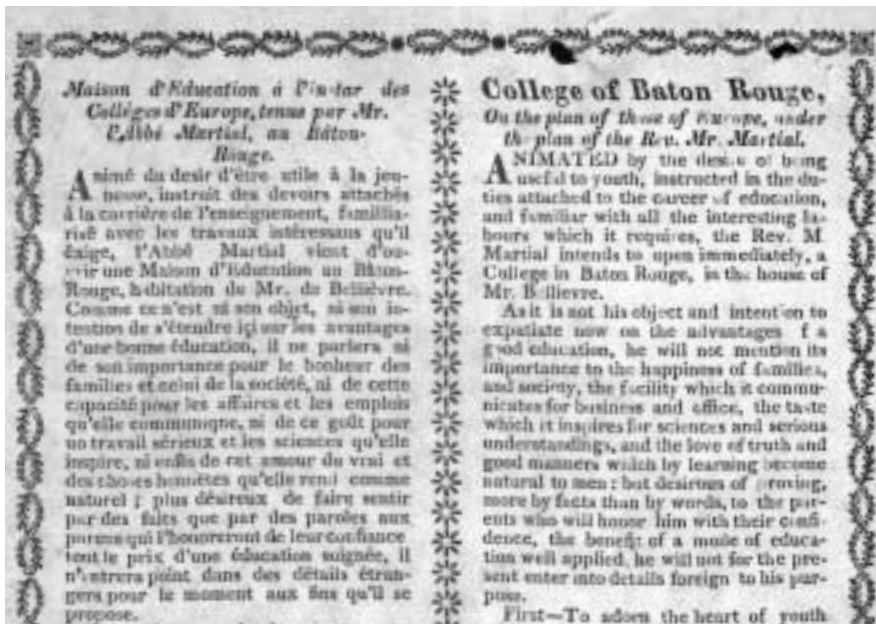 Maison d'Education à l'instar des
Colléges d'Europe, tenue par Mr.
l'Abbé Martial, au Bâton-
Rouge.
Animé du desir d'être utile à la jeu-
nesse, instruit des devoirs attachés
à la carrière de l'enseignement, familia-
risé avec les travaux intéressans qu'il
éxige, l'Abbé Martial vient d'ou-
vrir une Maison d'Education au Bâton-
Rouge, habitation de Mr. de Bellièvre.
Comme ce n'est ni son objet, ni son in-
tention de s'étendre içi sur les avantages
d'une bonne éducation, il ne parlera ni
de son importance pour le bonheur des
familles et celui de la société, ni de cette
capacité pour les affaires et les emplois
qu'elle communique, ni de ce goût pour
un travail sérieux et les sciences qu'elle
inspire, ni enfin de cet amour du vrai et
des choses honnêtes qu'elle rend comme
naturel ; plus désireux de faire sentir
par des faits que par des paroles aux
parens qui l'honoreront de leur confiance
tout le prix d'une éducation soignée, il
n'entrera point dans des détails étran-
gers pour le moment aux fins qu'il se
propose.
College of Baton Rouge,
On the plan of those of Europe, under
the plan of the Rev. Mr. Martial.
ANIMATED by the desire of being
useful to youth, instructed in the du-
ties attached to the career of education,
and familiar with all the interesting la-
bours which it requires, the Rev. M
Martial intends to open immediately, a
College in Baton Rouge, in the house of
Mr. Bellievre.
As it is not his object and intention to
expatiate now on the advantages of a
good education, he will not mention its
importance to the happiness of families,
and society, the facility which it commu-
nicates for business and office, the taste
which it inspires for sciences and serious
understandings, and the love of truth and
good manners which by learning become
natural to men: but desirous of proving,
more by facts than by words, to the par-
ents who will honor him with their confi-
dence, the benefit of a mode of educa-
tion well applied, he will not for the pre-
sent enter into details foreign to his pur-
pose.
First—To adorn the heart of youth